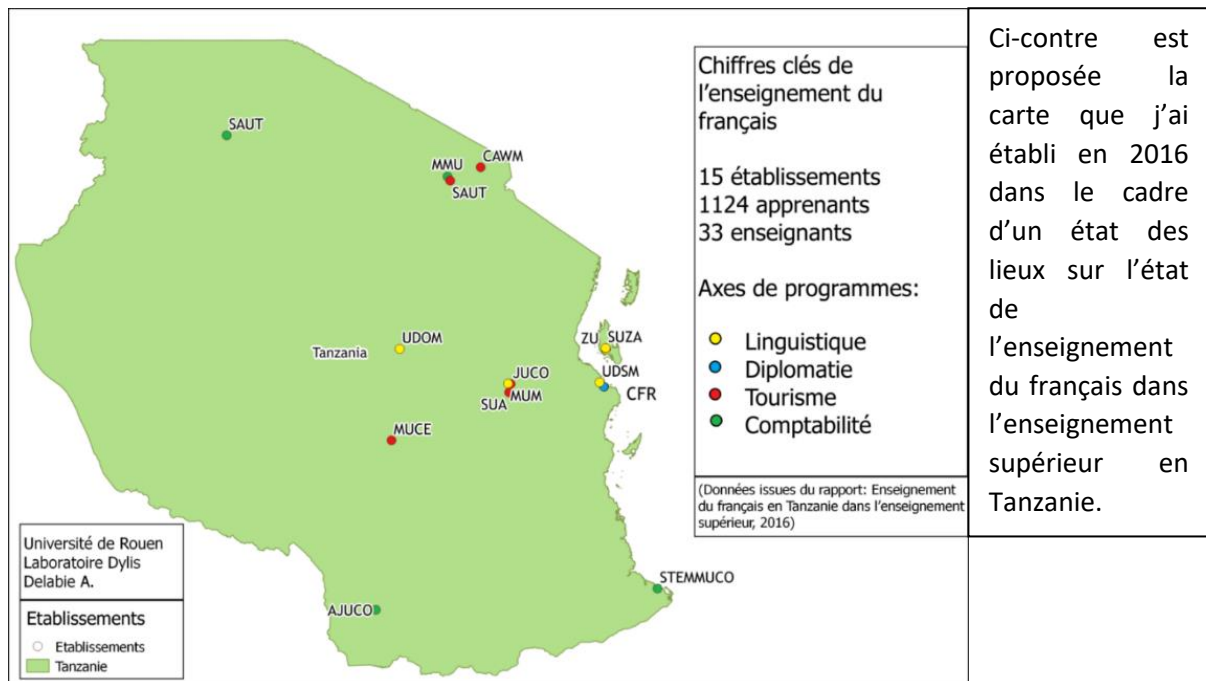 SAUT
MMU
CAWM
SAUT
UDOM
Tanzania
ZU
SUZA
JUCO
UDSM
CFR
SUA
MUM
MUCE
STEMMUCO
AJUCO
Université de Rouen
Laboratoire Dylis
Delabie A.
Etablissements
Etablissements
Tanzanie
Chiffres clés de
l'enseignement du
français
15 établissements
1124 apprenants
33 enseignants
Axes de programmes:
Linguistique
Diplomatie
Tourisme
Comptabilité
(Données issues du rapport: Enseignement
du français en Tanzanie dans l'enseignement
supérieur, 2016)
Ci-contre est
proposée la
carte que j’ai
établi en 2016
dans le cadre
d’un état des
lieux sur l’état
de
l’enseignement
du français dans
l’enseignement
supérieur en
Tanzanie.